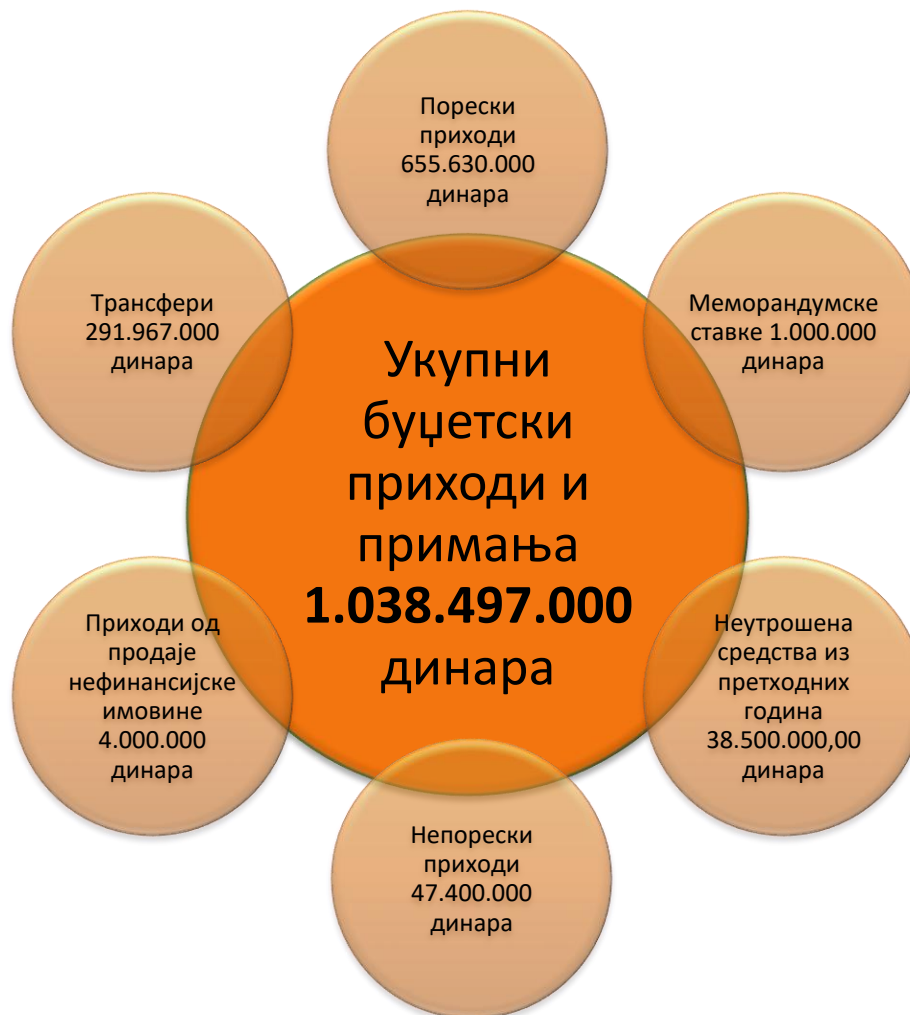 Порески
приходи
655.630.000
динара
Трансфери
291.967.000
динара
Меморандумске
ставке 1.000.000
динара
Укупни
буџетски
приходи и
примања
1.038.497.000
динара
Приходи од
продаје
нефинансијске
имовине
4.000.000
динара
Неутрошена
средства из
претходних
година
38.500.000,00
динара
Непорески
приходи
47.400.000
динара